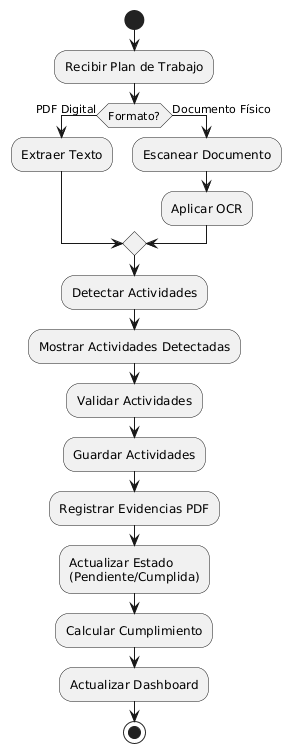 Recibir Plan de Trabajo
PDF Digital
Formato?
Documento Físico
Extraer Texto
Escanear Documento
Aplicar OCR
Detectar Actividades
Mostrar Actividades Detectadas
Validar Actividades
Guardar Actividades
Registrar Evidencias PDF
Actualizar Estado
(Pendiente/Cumplida)
Calcular Cumplimiento
Actualizar Dashboard